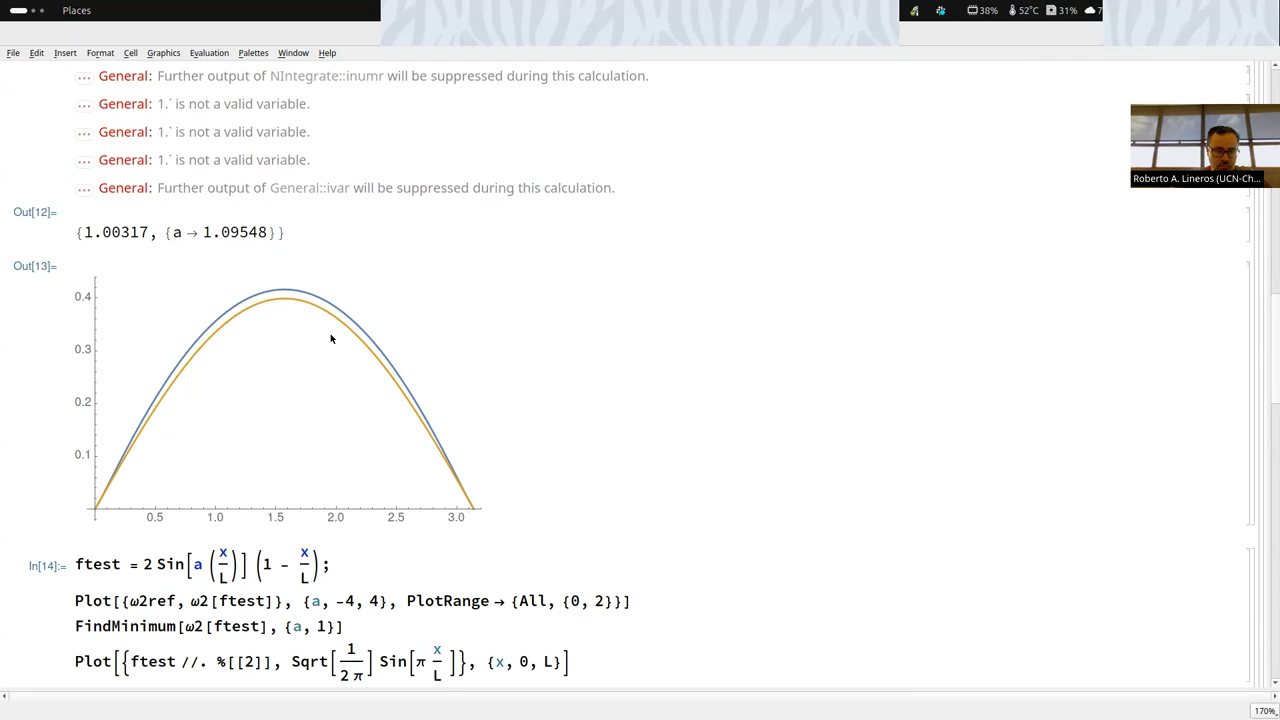 Places
38% 52°C 31% 7
File Edit Insert Format Cell Graphics Evaluation Palettes Window Help
... General: Further output of NIntegrate::inumr will be suppressed during this calculation.
... General: 1.` is not a valid variable.
... General: 1.` is not a valid variable.
... General: 1.` is not a valid variable.
... General: Further output of General::ivar will be suppressed during this calculation.
Roberto A. Lineros (UCN-Ch...
Out[12]=
{1.00317, {a → 1.09548}}
Out[13]=
0.4
0.3
0.2
0.1
0.5 1.0 1.5 2.0 2.5 3.0
In[14]:= ftest = 2 Sin[a (x/L)] (1 - x/L);
Plot[{ω2ref, ω2[ftest]}, {a, -4, 4}, PlotRange → {All, {0, 2}}]
FindMinimum[ω2[ftest], {a, 1}]
Plot[{ftest //. %[[2]], Sqrt[1/2 π] Sin[π x/L]}, {x, 0, L}]
170%